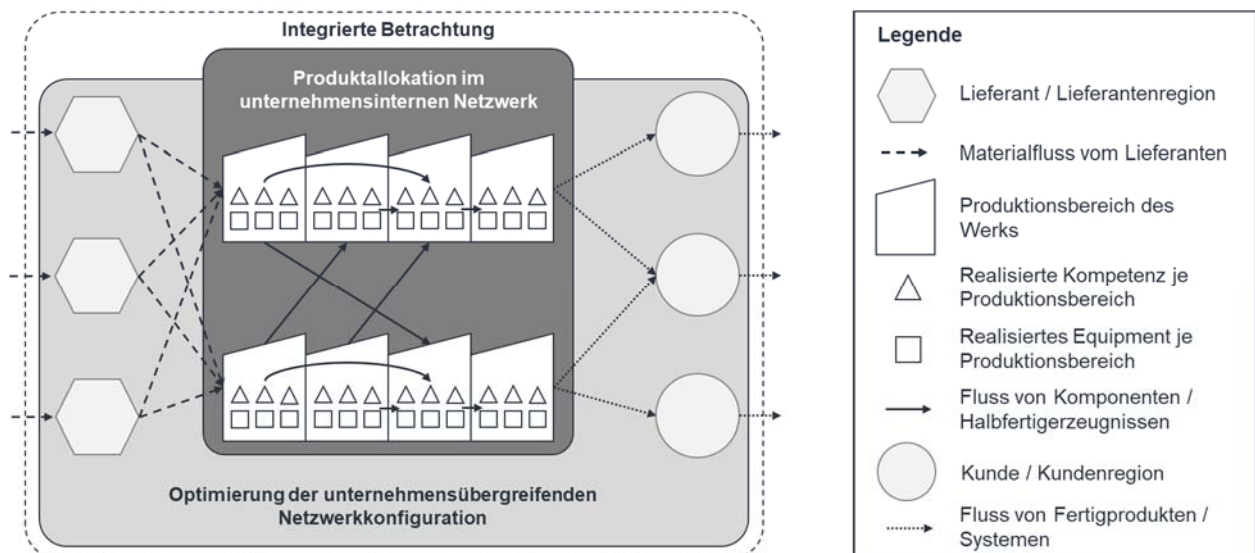 Integrierte Betrachtung
Produktallokation im
unternehmensinternen Netzwerk
Optimierung der unternehmensübergreifenden
Netzwerkkonfiguration
Legende
Lieferant / Lieferantenregion
Materialfluss vom Lieferanten
Produktionsbereich des
Werks
Realisierte Kompetenz je
Produktionsbereich
Realisiertes Equipment je
Produktionsbereich
Fluss von Komponenten /
Halbfertigerzeugnissen
Kunde / Kundenregion
Fluss von Fertigprodukten /
Systemen